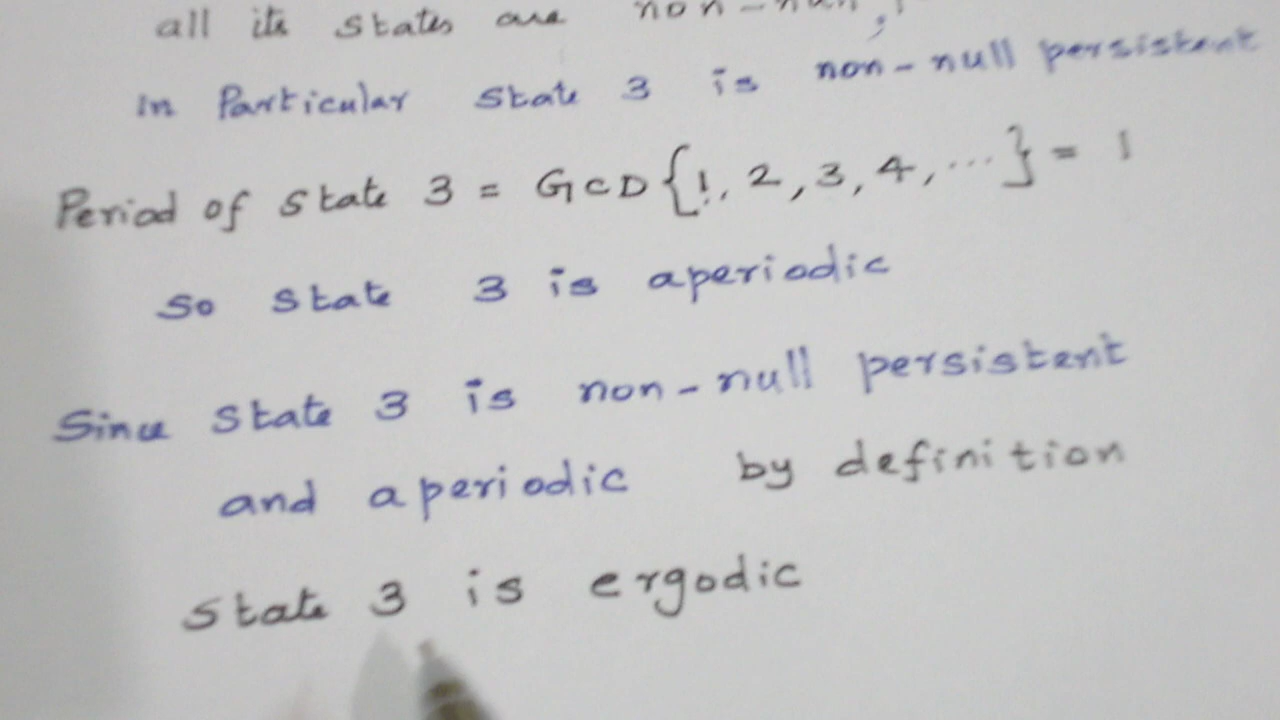 all its states are non-null,
in Particular state 3 is non-null persistent
Period of state 3 = GCD{1, 2, 3, 4, ...} = 1
So state 3 is aperiodic
Since state 3 is non-null persistent
and aperiodic by definition
state 3 is ergodic